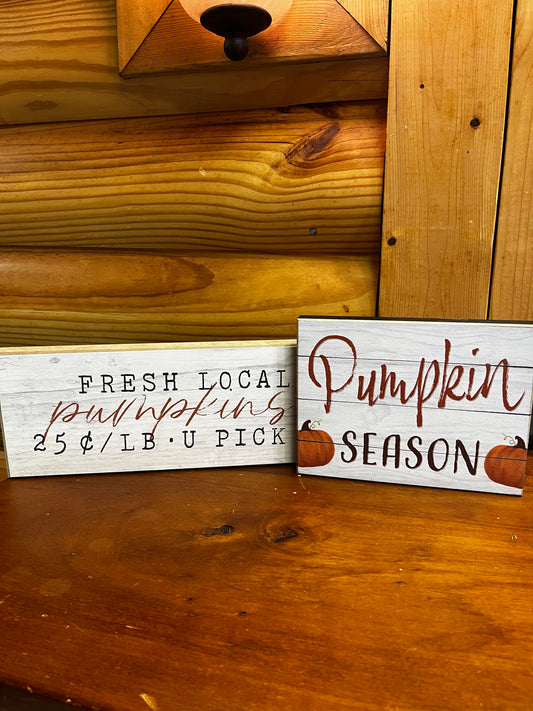 FRESH LOCAL
pumpkins
25¢/LB·U PICK
Pumpkin
SEASON